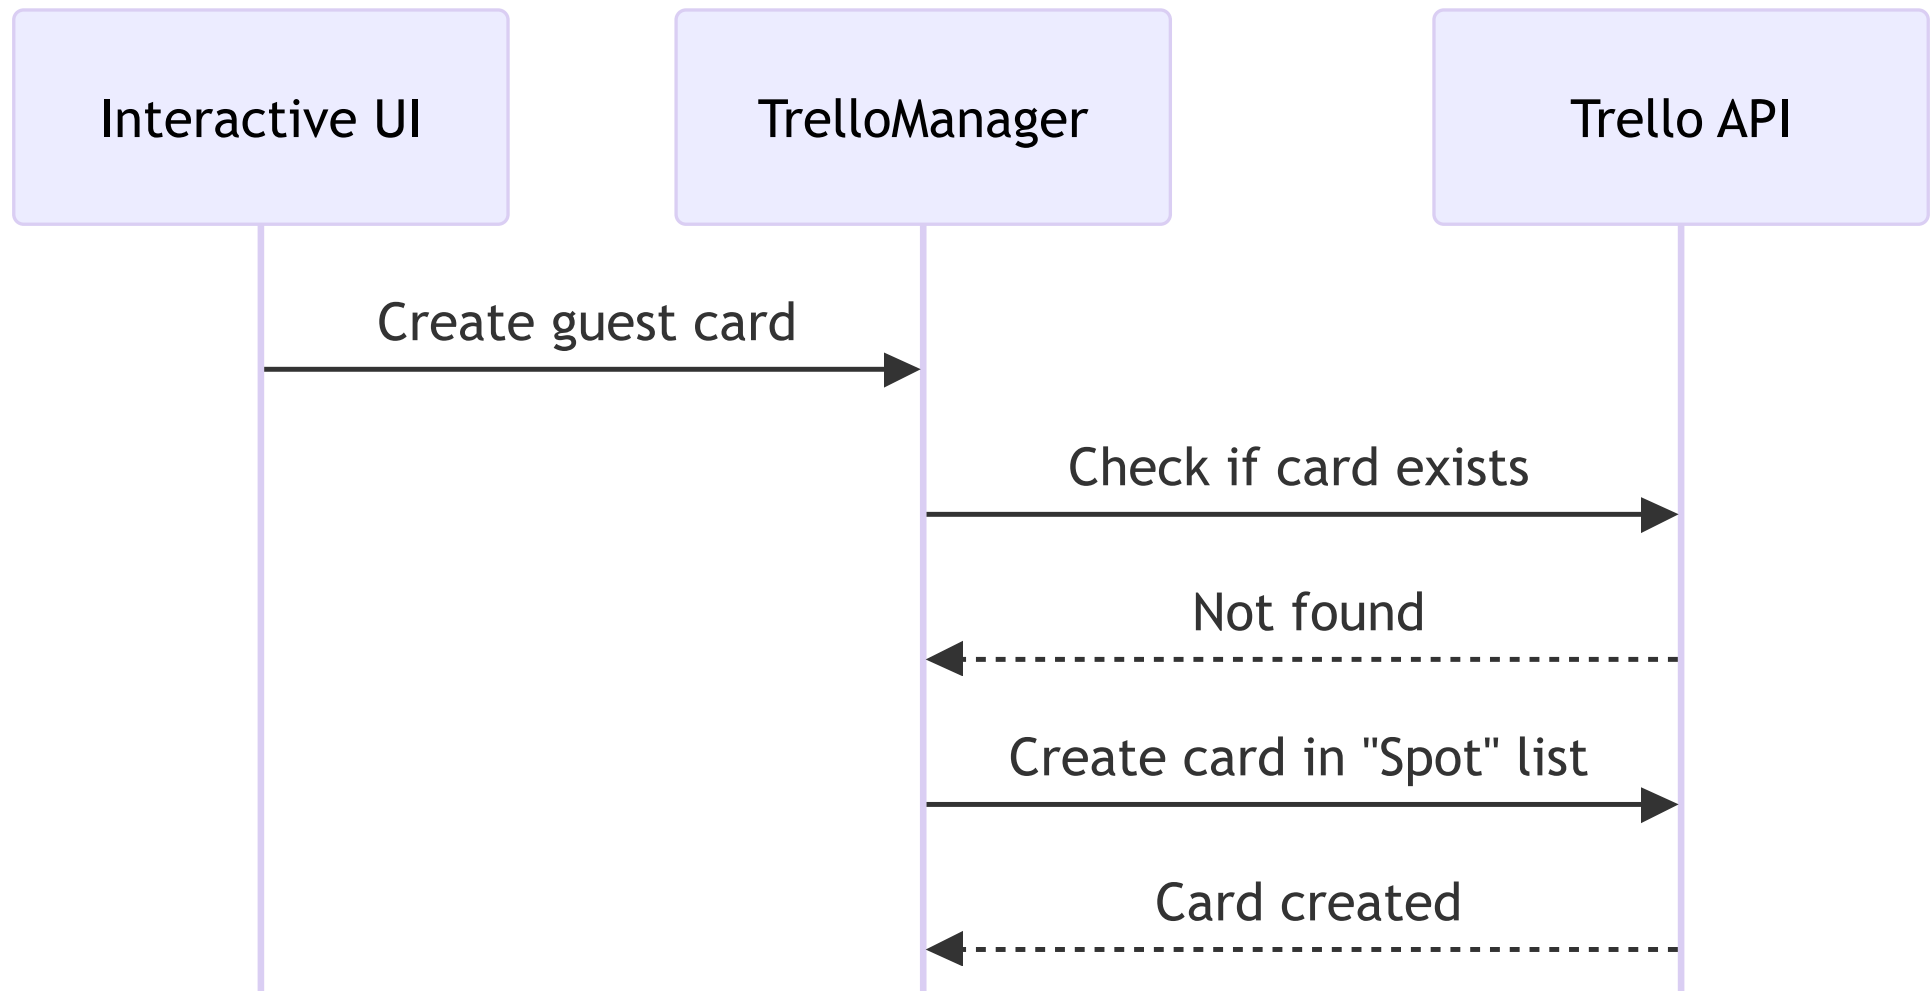 Interactive UI
TrelloManager
Trello API
Create guest card
Check if card exists
Not found
Create card in "Spot" list
Card created